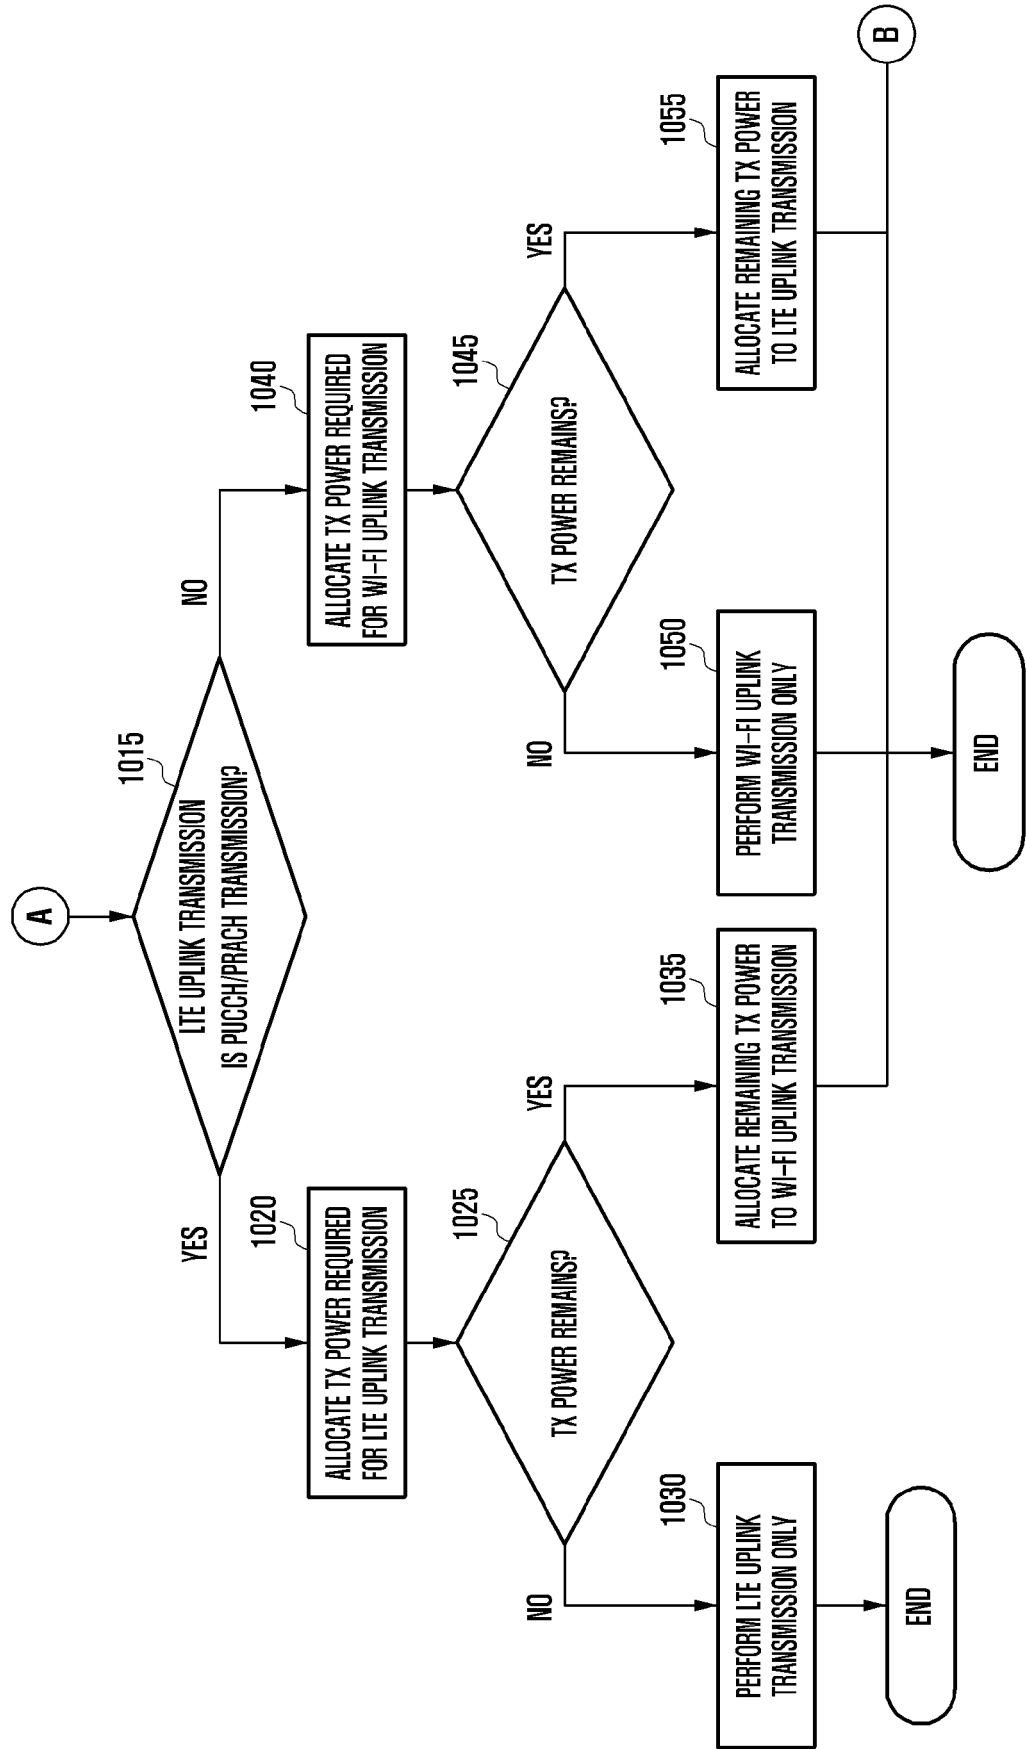 A
1015
LTE UPLINK TRANSMISSION
IS PUCCH/PRACH TRANSMISSION?
YES
NO
1020
ALLOCATE TX POWER REQUIRED
FOR LTE UPLINK TRANSMISSION
1040
ALLOCATE TX POWER REQUIRED
FOR WI-FI UPLINK TRANSMISSION
1025
TX POWER REMAINS?
NO
YES
1045
TX POWER REMAINS?
NO
YES
1030
PERFORM LTE UPLINK
TRANSMISSION ONLY
1035
ALLOCATE REMAINING TX POWER
TO WI-FI UPLINK TRANSMISSION
1050
PERFORM WI-FI UPLINK
TRANSMISSION ONLY
1055
ALLOCATE REMAINING TX POWER
TO LTE UPLINK TRANSMISSION
B
END
END